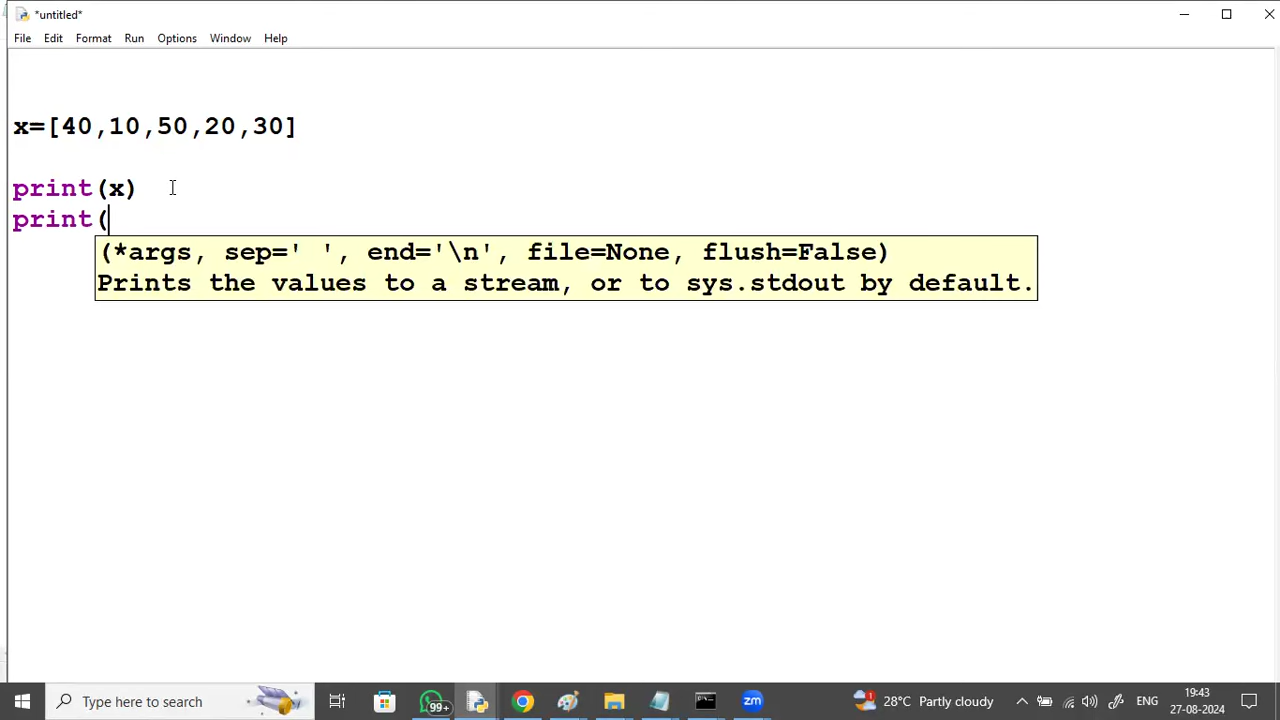 *untitled*
File Edit Format Run Options Window Help
x=[40,10,50,20,30]
print(x)
print(
(*args, sep=' ', end='\n', file=None, flush=False)
Prints the values to a stream, or to sys.stdout by default.
Type here to search
99+
zm
1
28°C Partly cloudy
ENG
19:43
27-08-2024